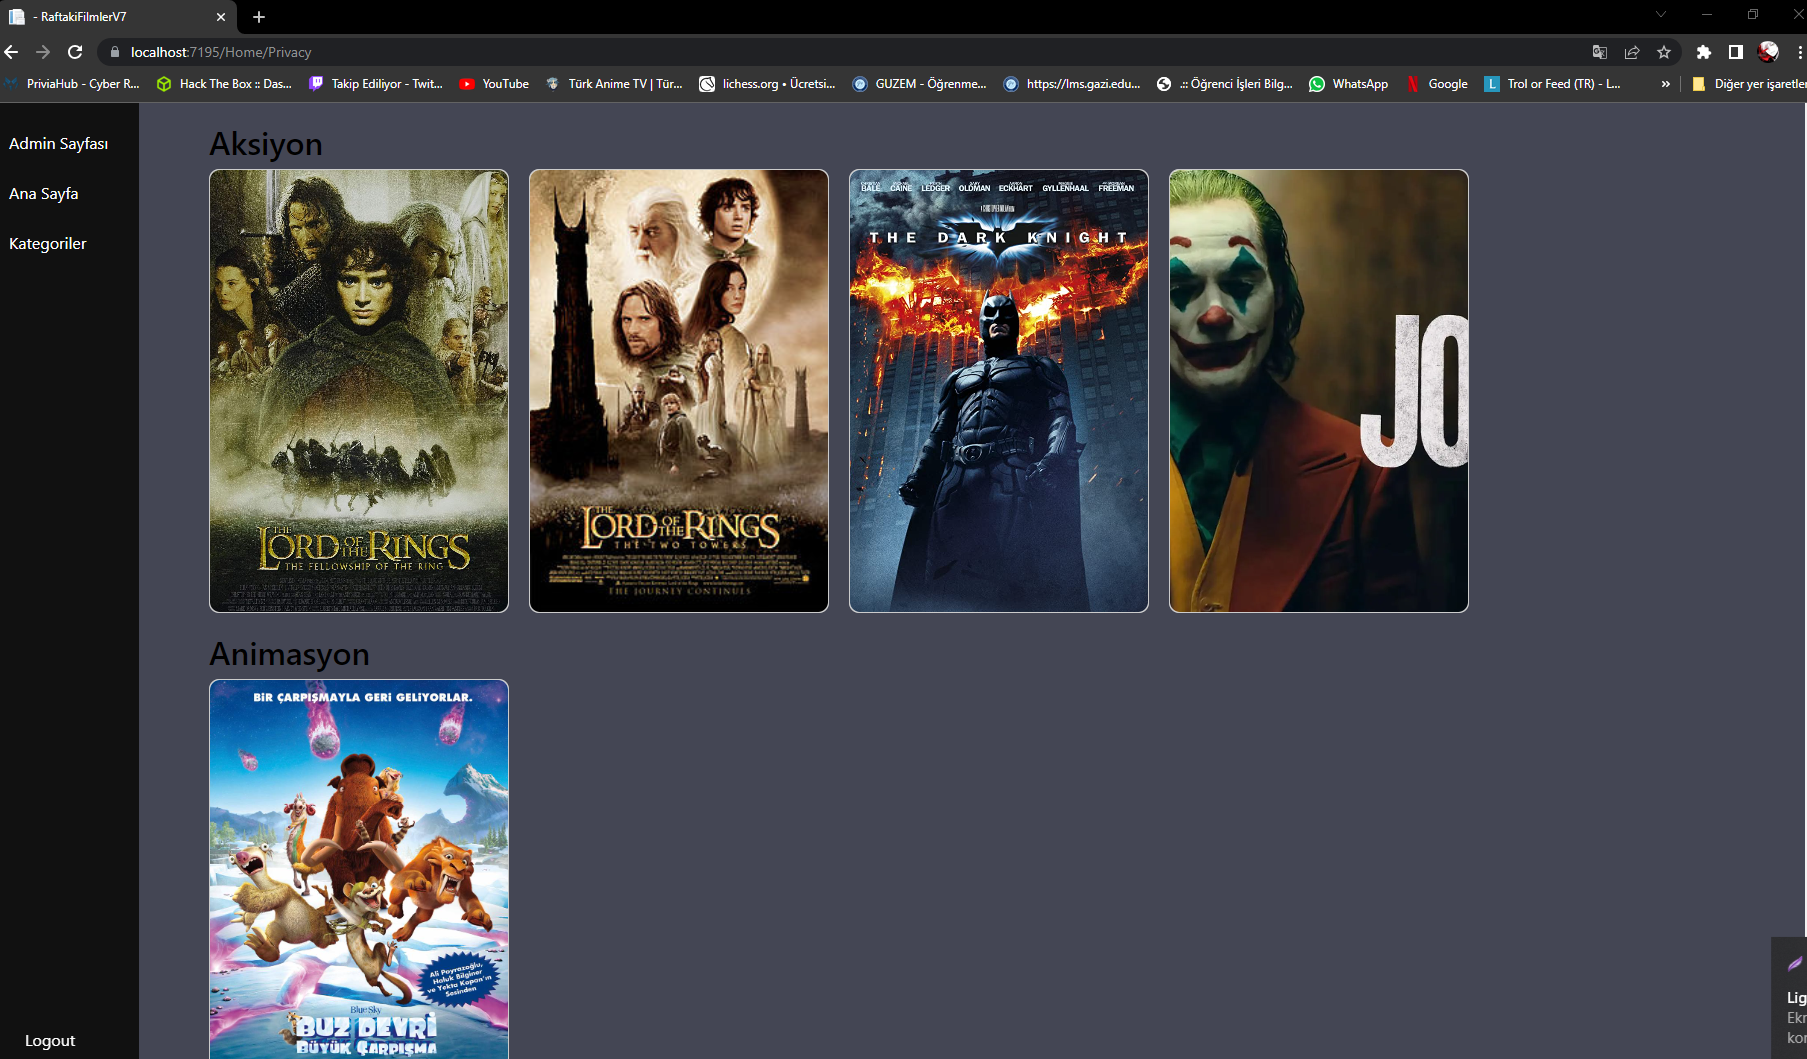 - RaftakiFilmlerV7
localhost:7195/Home/Privacy
PriviaHub - Cyber R...
Hack The Box :: Das...
Takip Ediliyor - Twit...
YouTube
Türk Anime TV | Tür...
lichess.org • Ücretsi...
GUZEM - Öğrenme...
https://lms.gazi.edu...
.:: Öğrenci İşleri Bilg...
WhatsApp
Google
Trol or Feed (TR) - L...
»
Diğer yer işaretler
Admin Sayfası
Ana Sayfa
Kategoriler
Logout
Aksiyon
THE
LORD OF THE RINGS
THE FELLOWSHIP OF THE RING
THE
LORD OF THE RINGS
THE TWO TOWERS
THE JOURNEY CONTINUES
BALE CAINE LEDGER OLDMAN ECKHART GYLLENHAAL FREEMAN
THE DARK KNIGHT
JO
Animasyon
BİR ÇARPIŞMAYLA GERİ GELİYORLAR.
Ali Poyrazoğlu,
Haluk Bilginer
ve Yekta Kopan'ın
Sesinden
Blue Sky
BUZ DEVRİ
BÜYÜK ÇARPIŞMA
Lig
Ekr
kor